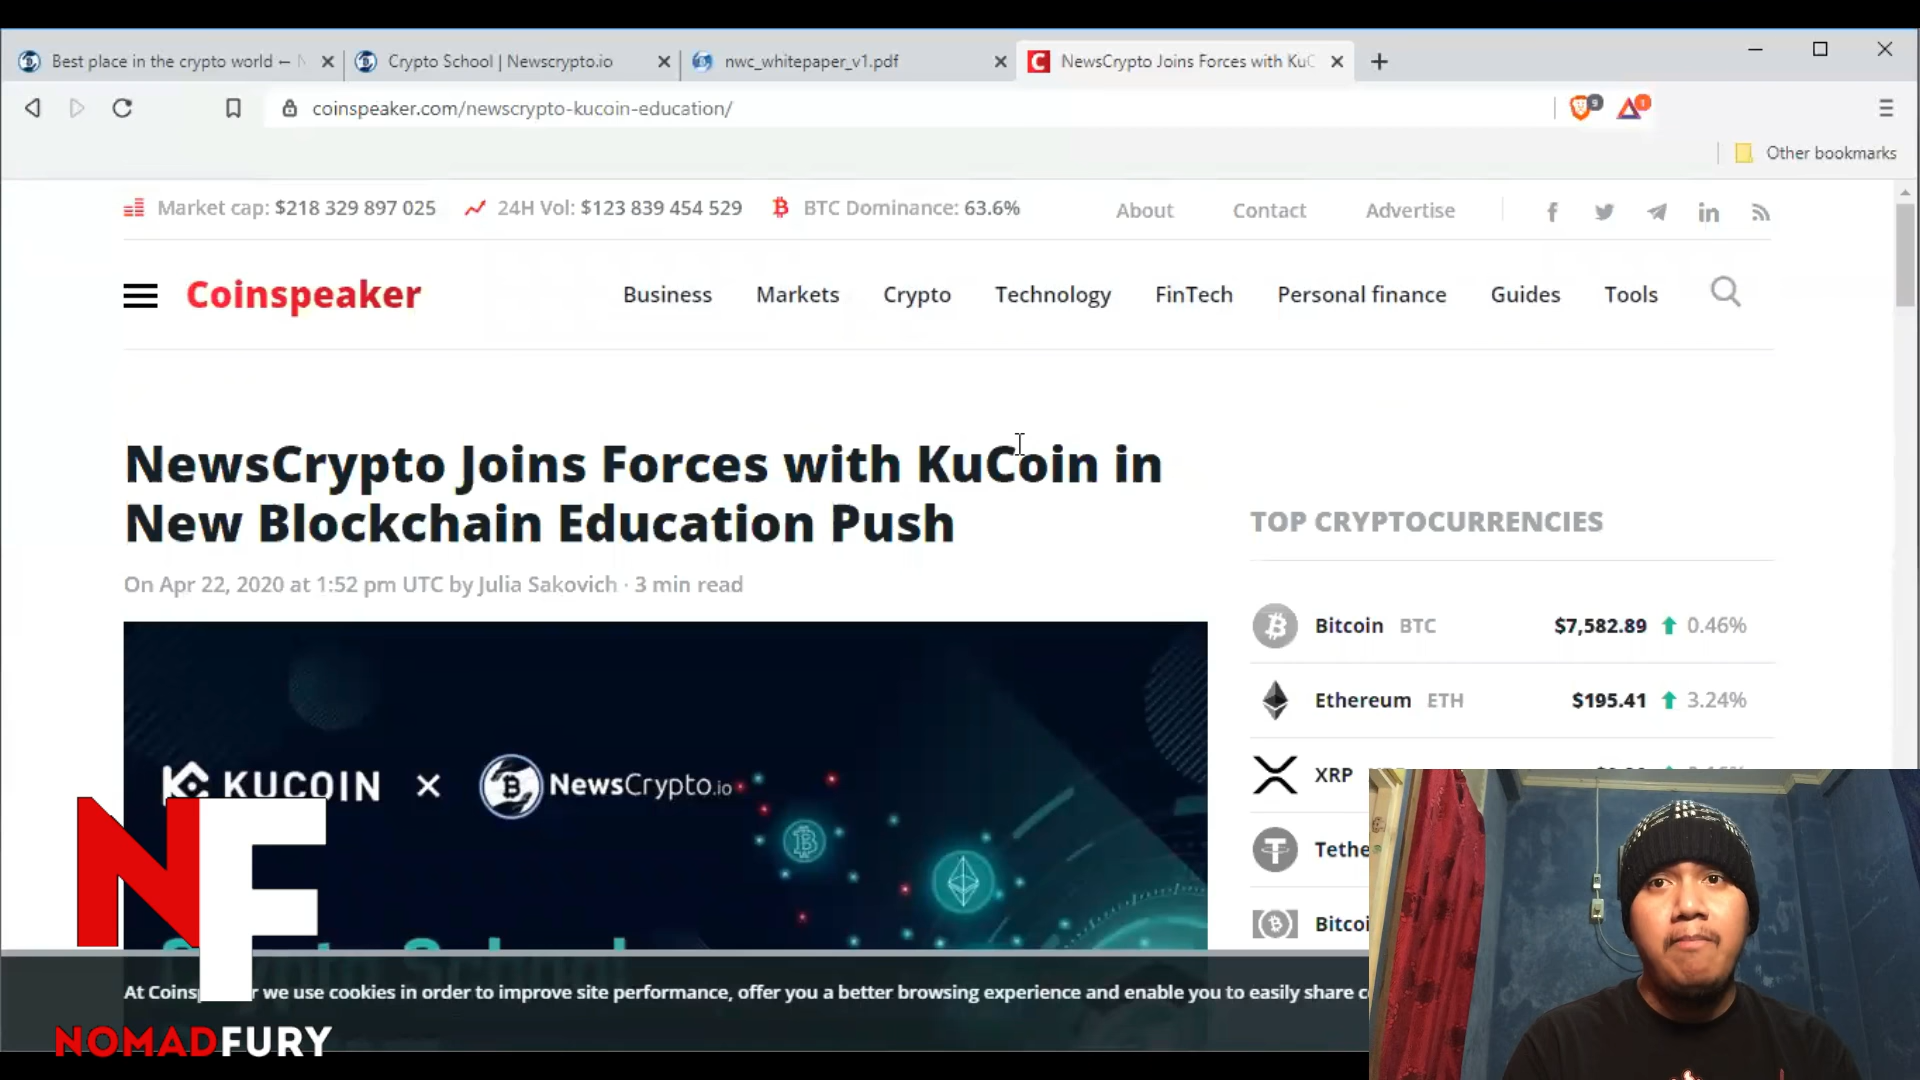 Best place in the crypto world –
Crypto School | Newscrypto.io
nwc_whitepaper_v1.pdf
NewsCrypto Joins Forces with KuC
coinspeaker.com/newscrypto-kucoin-education/
9
1
Other bookmarks
Market cap: $218 329 897 025
24H Vol: $123 839 454 529
BTC Dominance: 63.6%
About
Contact
Advertise
Coinspeaker
Business
Markets
Crypto
Technology
FinTech
Personal finance
Guides
Tools
NewsCrypto Joins Forces with KuCoin in
New Blockchain Education Push
On Apr 22, 2020 at 1:52 pm UTC by Julia Sakovich · 3 min read
TOP CRYPTOCURRENCIES
Bitcoin BTC $7,582.89 0.46%
Ethereum ETH $195.41 3.24%
XRP
Tethe
Bitcoi
KUCOIN × NewsCrypto.io
NF
At Coins r we use cookies in order to improve site performance, offer you a better browsing experience and enable you to easily share c
NOMADFURY